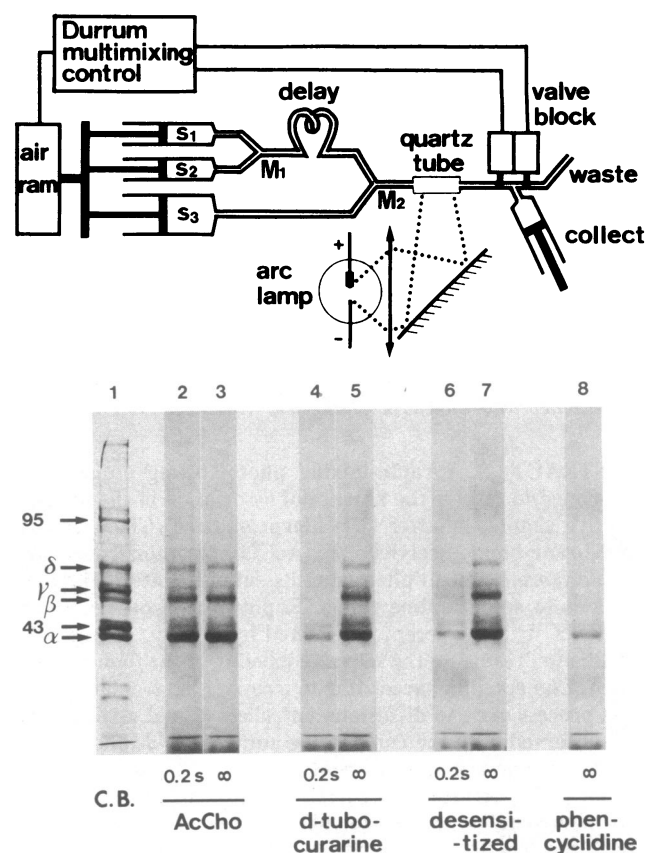 Durrum
multimixing
control
delay
valve
block
quartz
tube
air
ram
S1
S2
S3
M1
M2
waste
collect
arc
lamp
+
-
1 2 3 4 5 6 7 8
95
δ
γ
β
43
α
0.2 s ∞ 0.2 s ∞ 0.2 s ∞ ∞
C.B.
AcCho d-tubo- desensi- phen-
curarine -tized cyclidine